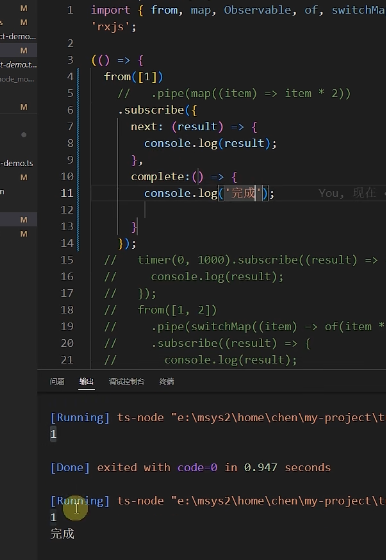 M
ct-demo...
M
ct-demo.ts...
node_mo...
M
-demo.ts
M
M
M
1 import { from, map, Observable, of, switchMa
'rxjs';
2
3 (() => {
4 from([1])
5 //   .pipe(map((item) => item * 2))
6 .subscribe({
7 next: (result) => {
8 console.log(result);
9 },
10 complete:() => {
11 console.log('完成'); You, 现在
12
13 }
14 });
15 //   timer(0, 1000).subscribe((result) =>
16 //     console.log(result);
17 //   });
18 //   from([1, 2])
19 //     .pipe(switchMap((item) => of(item *
20 //     .subscribe((result) => {
21 //       console.log(result);
问题 输出 调试控制台 终端
[Running] ts-node "e:\msys2\home\chen\my-project\t
1
[Done] exited with code=0 in 0.947 seconds
[Running] ts-node "e:\msys2\home\chen\my-project\t
1
完成